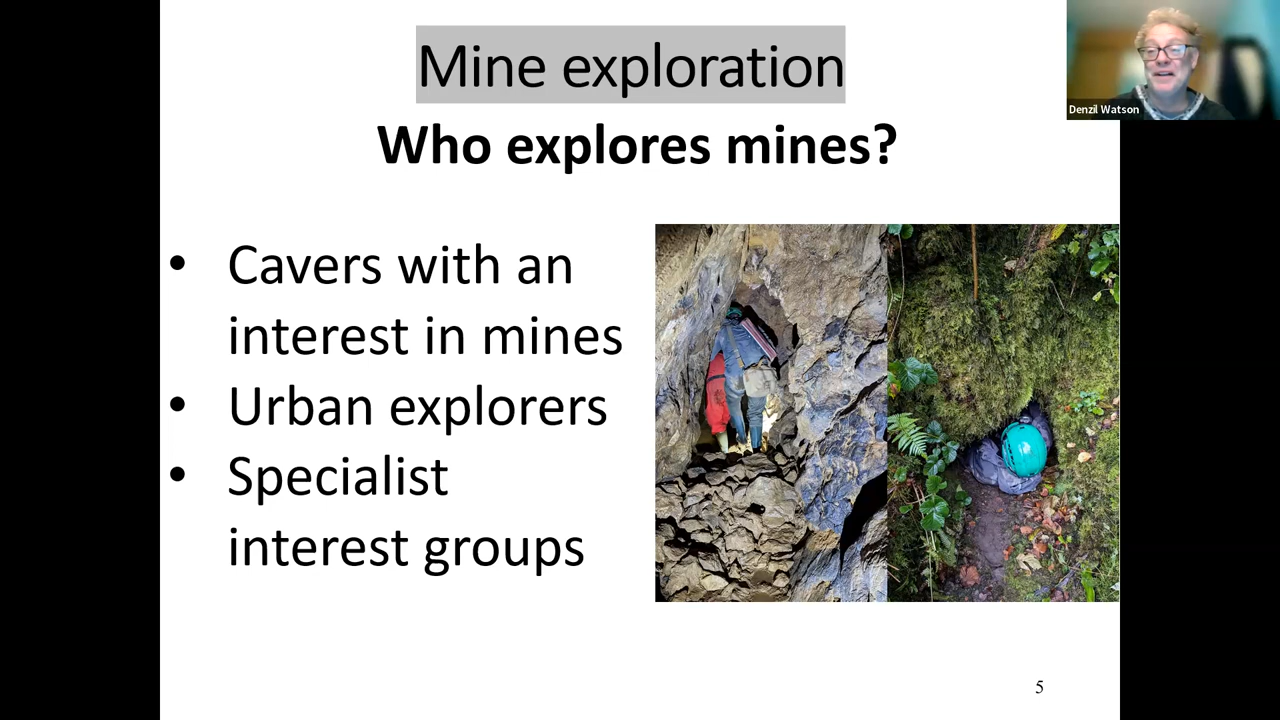 Mine exploration
Denzil Watson
Who explores mines?
• Cavers with an
interest in mines
• Urban explorers
• Specialist
interest groups
5